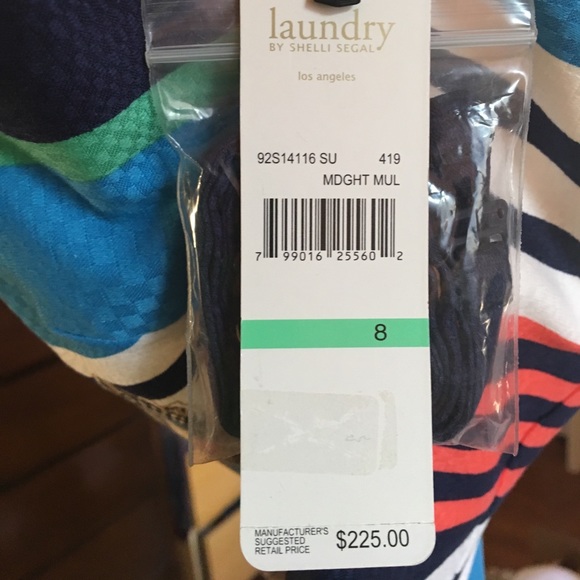 laundry
BY SHELLI SEGAL
los angeles
92S14116 SU 419
MDGHT MUL
7 99016 25560 2
8
MANUFACTURER'S
SUGGESTED
RETAIL PRICE $225.00